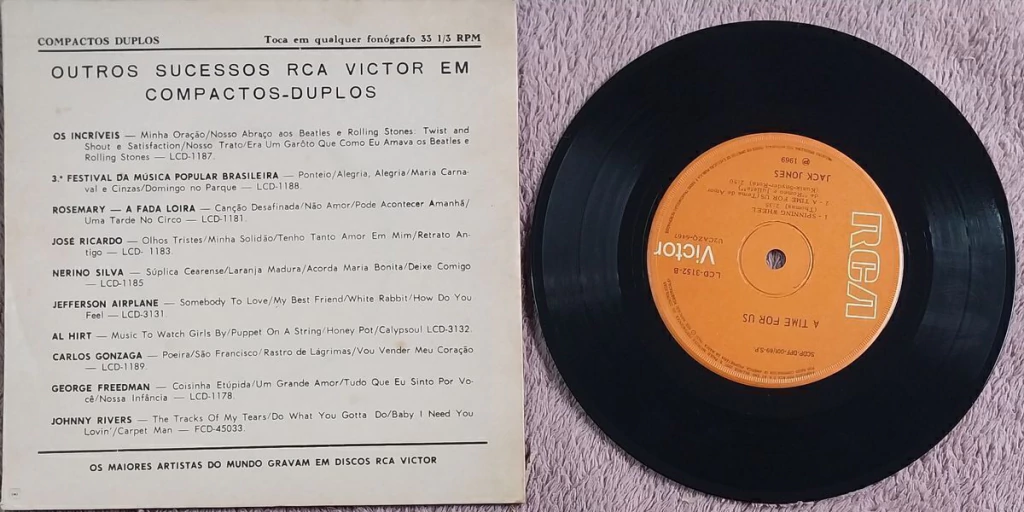 COMPACTOS DUPLOS
Toca em qualquer fonógrafo 33 1/3 RPM
OUTROS SUCESSOS RCA VICTOR EM
COMPACTOS-DUPLOS
OS INCRÍVEIS — Minha Oração/Nosso Abraço aos Beatles e Rolling Stones: Twist and
Shout e Satisfaction/Nosso Trato/Era Um Garôto Que Como Eu Amava os Beatles e
Rolling Stones — LCD-1187.
3.º FESTIVAL DA MÚSICA POPULAR BRASILEIRA — Ponteio/Alegria, Alegria/Maria Carna-
val e Cinzas/Domingo no Parque — LCD-1188.
ROSEMARY — A FADA LOIRA — Canção Desafinada/Não Amor/Pode Acontecer Amanhã/
Uma Tarde No Circo — LCD-1181.
JOSÉ RICARDO — Olhos Tristes/Minha Solidão/Tenho Tanto Amor Em Mim/Retrato An-
tigo — LCD- 1183.
NERINO SILVA — Súplica Cearense/Laranja Madura/Acorda Maria Bonita/Deixe Comigo
— LCD-1185
JEFFERSON AIRPLANE — Somebody To Love/My Best Friend/White Rabbit/How Do You
Feel — LCD-3131.
AL HIRT — Music To Watch Girls By/Puppet On A String/Honey Pot/Calypsoul LCD-3132.
CARLOS GONZAGA — Poeira/São Francisco/Rastro de Lágrimas/Vou Vender Meu Coração
— LCD-1189.
GEORGE FREEDMAN — Coisinha Etúpida/Um Grande Amor/Tudo Que Eu Sinto Por Vo-
cê/Nossa Infância — LCD-1178.
JOHNNY RIVERS — The Tracks Of My Tears/Do What You Gotta Do/Baby I Need You
Lovin'/Carpet Man — FCD-45033.
OS MAIORES ARTISTAS DO MUNDO GRAVAM EM DISCOS RCA VICTOR
RCA
Victor
A TIME FOR US
LCD-3152-B
1 - SPINNING WHEEL
(Thomas) 2:35
2 - A TIME FOR US
JACK JONES
℗ 1969